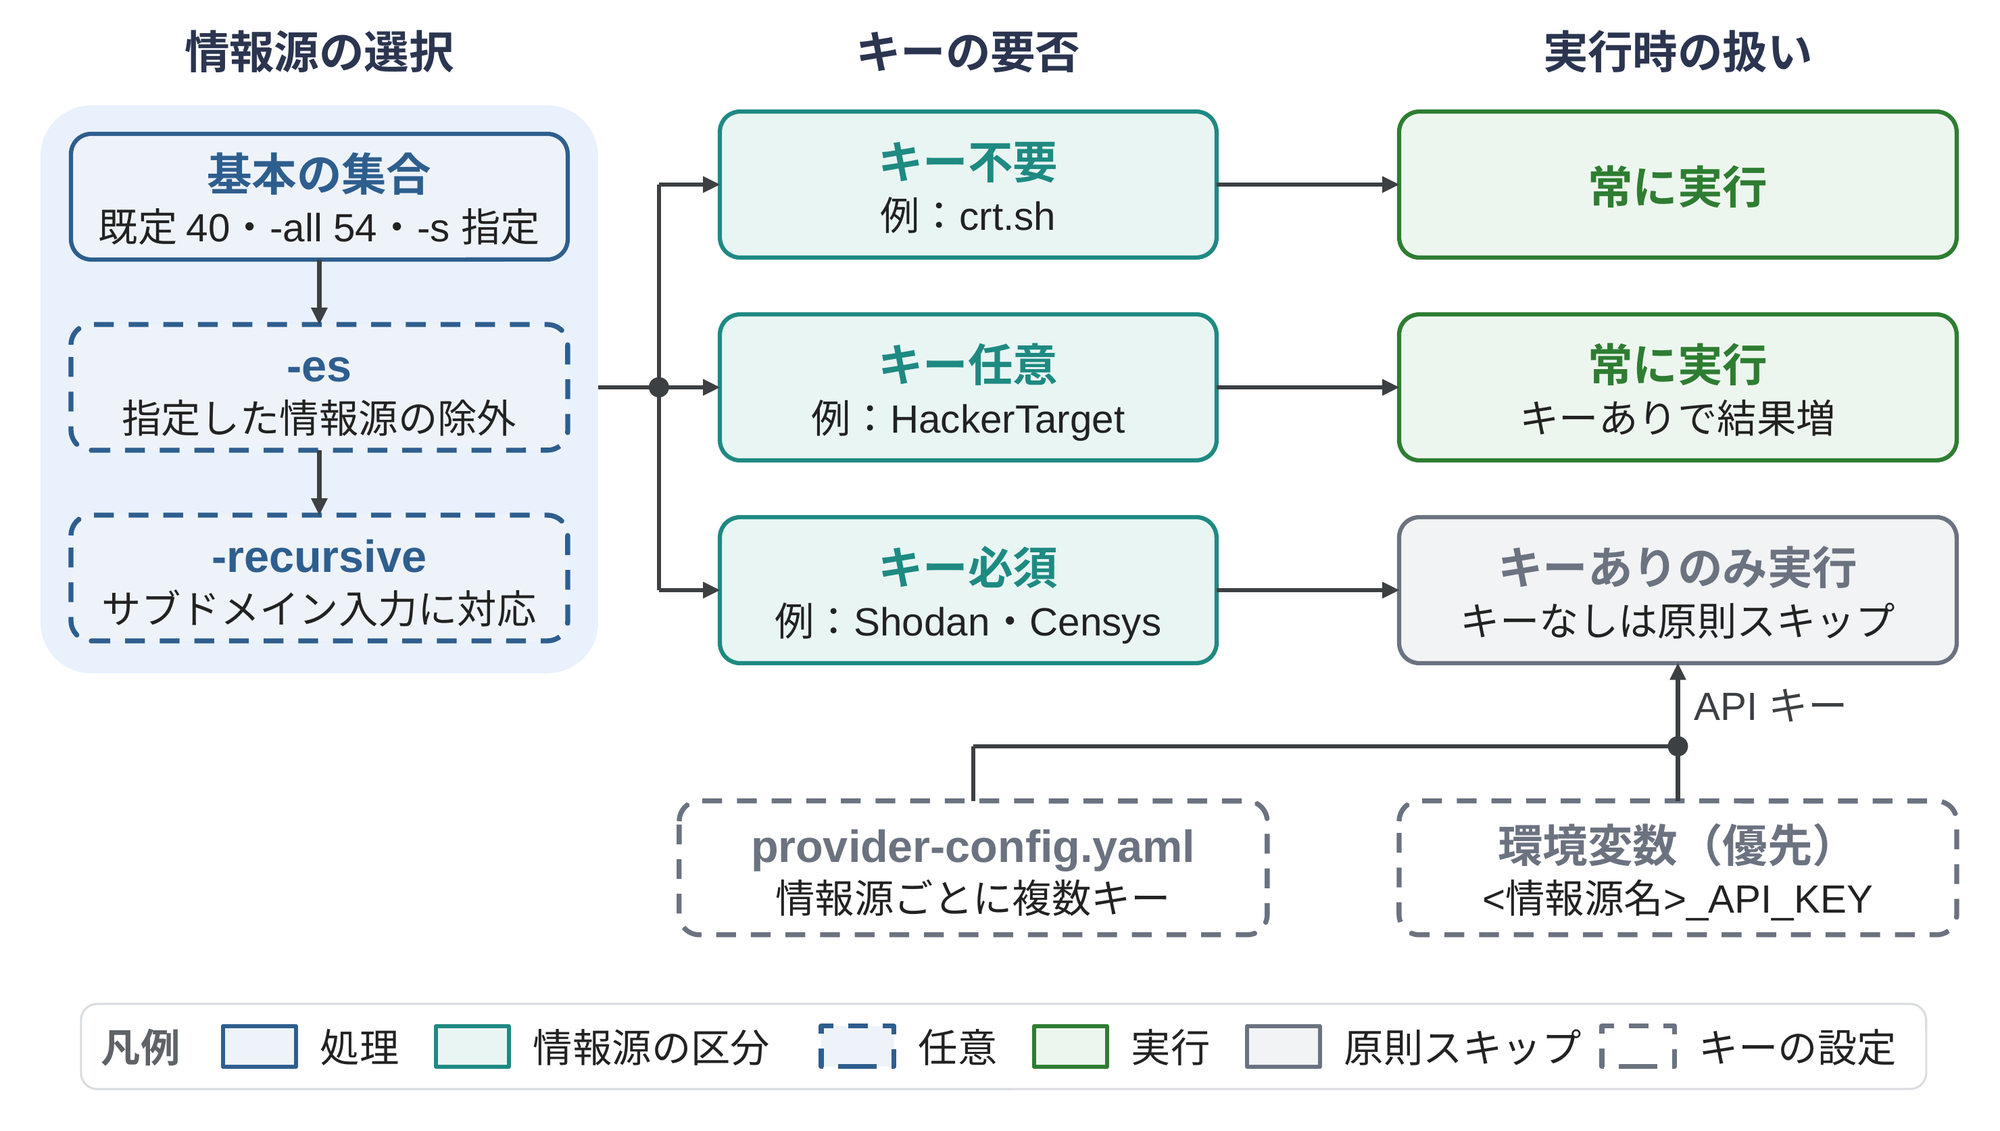 情報源の選択
キーの要否
実行時の扱い
基本の集合
既定 40・-all 54・-s 指定
-es
指定した情報源の除外
-recursive
サブドメイン入力に対応
キー不要
例：crt.sh
キー任意
例：HackerTarget
キー必須
例：Shodan・Censys
常に実行
常に実行
キーありで結果増
キーありのみ実行
キーなしは原則スキップ
API キー
provider-config.yaml
情報源ごとに複数キー
環境変数（優先）
<情報源名>_API_KEY
凡例
処理
情報源の区分
任意
実行
原則スキップ
キーの設定